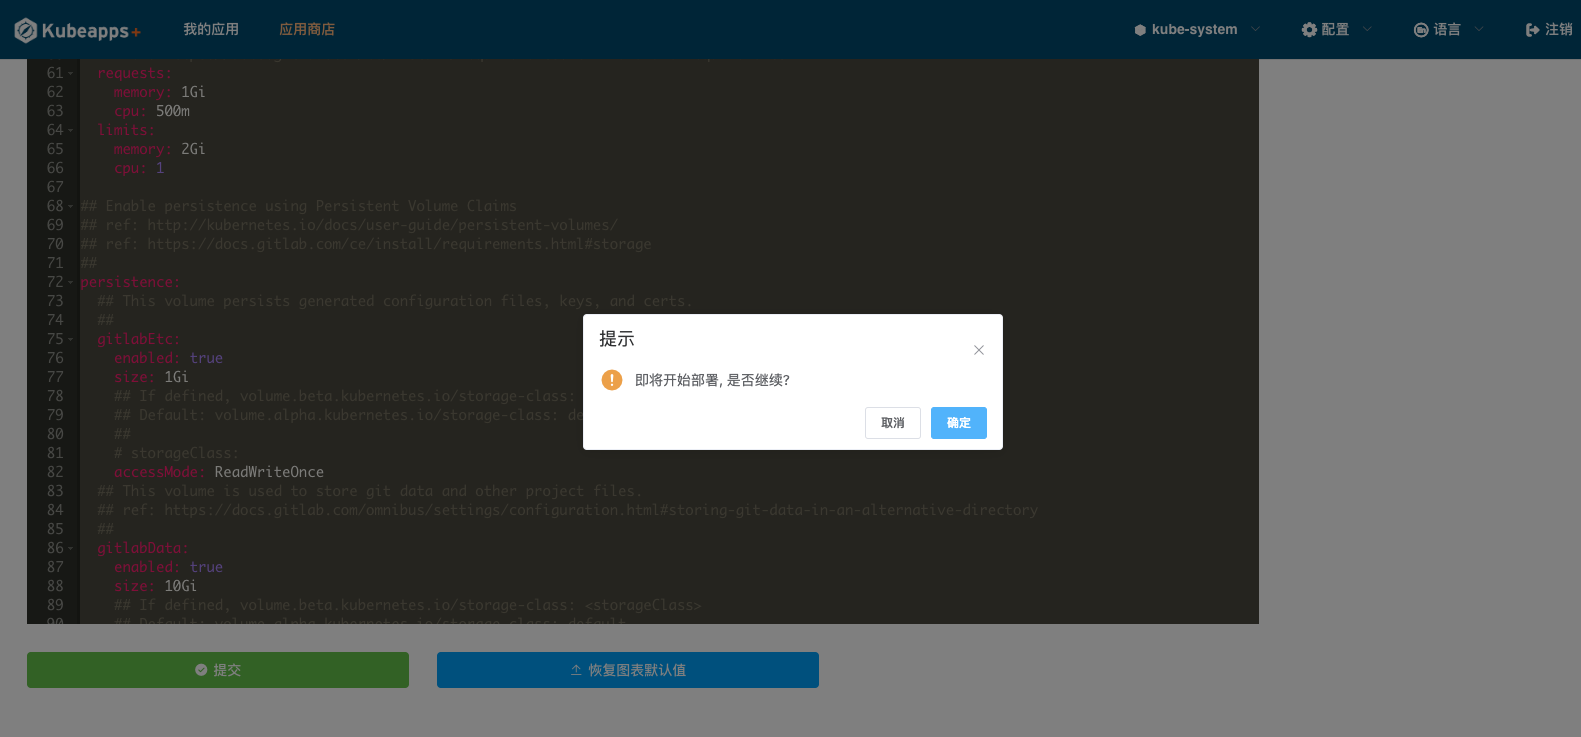 Kubeapps+
我的应用
应用商店
kube-system
配置
语言
注销
61 requests:
62 memory: 1Gi
63 cpu: 500m
64 limits:
65 memory: 2Gi
66 cpu: 1
67
68 ## Enable persistence using Persistent Volume Claims
69 ## ref: http://kubernetes.io/docs/user-guide/persistent-volumes/
70 ## ref: https://docs.gitlab.com/ce/install/requirements.html#storage
71 ##
72 persistence:
73 ## This volume persists generated configuration files, keys, and certs.
74 ##
75 gitlabEtc:
76 enabled: true
77 size: 1Gi
78 ## If defined, volume.beta.kubernetes.io/storage-class:
79 ## Default: volume.alpha.kubernetes.io/storage-class: de
80 ##
81 # storageClass:
82 accessMode: ReadWriteOnce
83 ## This volume is used to store git data and other project files.
84 ## ref: https://docs.gitlab.com/omnibus/settings/configuration.html#storing-git-data-in-an-alternative-directory
85 ##
86 gitlabData:
87 enabled: true
88 size: 10Gi
89 ## If defined, volume.beta.kubernetes.io/storage-class: <storageClass>
90 ## Default: volume.alpha.kubernetes.io/storage-class: default
提示
即将开始部署, 是否继续?
取消
确定
提交
恢复图表默认值